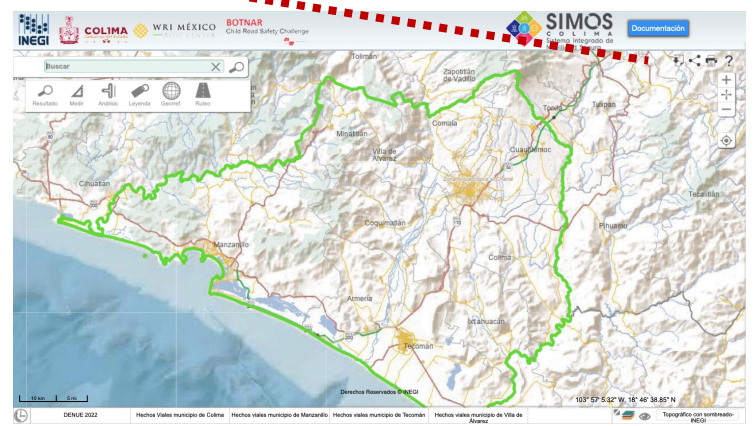 INEGI
COLIMA
WRI MÉXICO
BOTNAR
Child Road Safety Challenge
SIMOS
COLIMA
Sistema Integrado de
Documentación
Buscar
Resultado
Medir
Análisis
Leyenda
Geomet.
Ruteo
Tolimán
Zapotitlán
de Vadillo
Tonila
Tuxpan
Comala
Minatitlán
Cuauhtémoc
Villa de
Álvarez
Cihuatlán
Tecalitlán
Coquimatlán
Pihuamo
Manzanillo
Colima
Armería
Ixtlahuacán
Tecomán
Derechos Reservados © INEGI
10 km
5 mi
103° 57' 5.32" W, 18° 46' 38.85" N
DENUE 2022
Hechos Viales municipio de Colima
Hechos viales municipio de Manzanillo
Hechos viales municipio de Tecomán
Hechos viales municipio de Villa de
Álvarez
Topográfico con sombreado-
INEGI